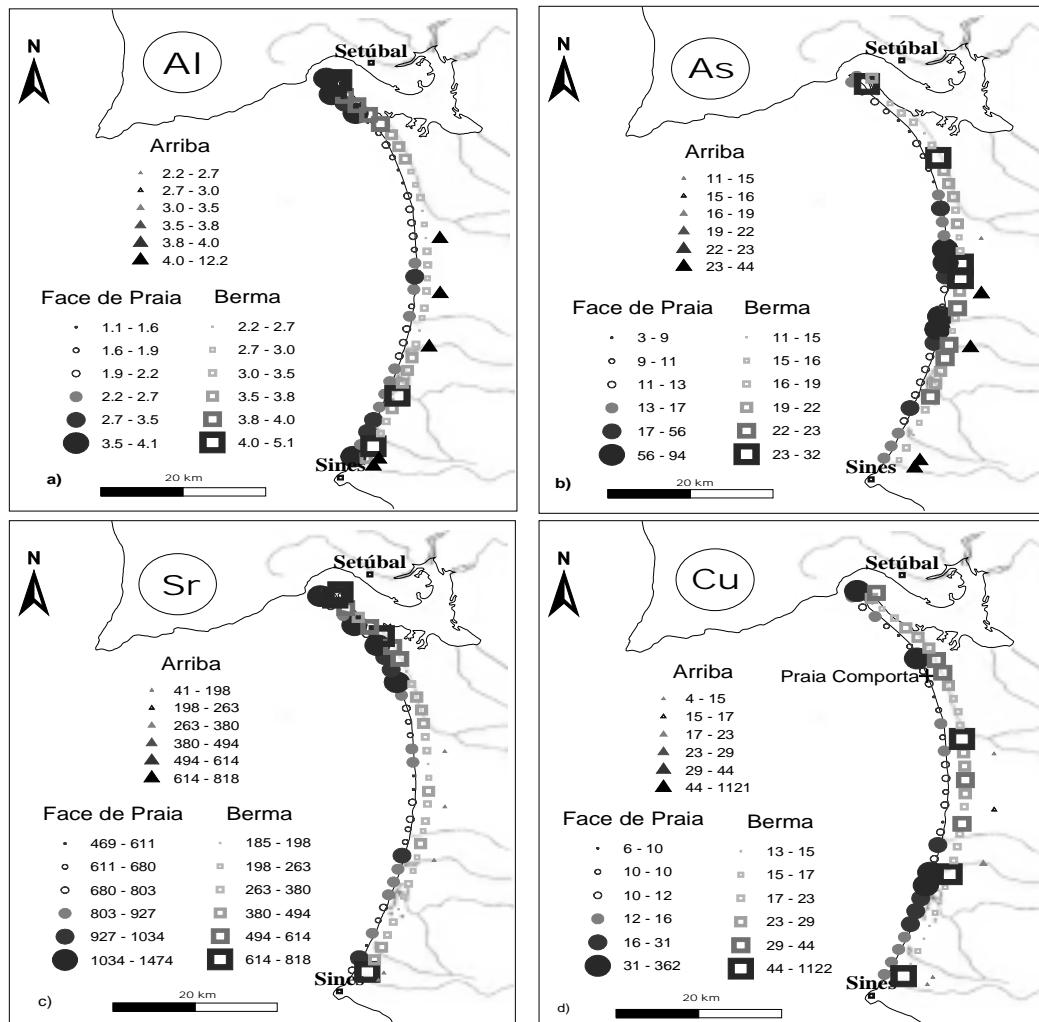 N
Al
Setúbal
Arriba
2.2 - 2.7
2.7 - 3.0
3.0 - 3.5
3.5 - 3.8
3.8 - 4.0
4.0 - 12.2
Face de Praia
1.1 - 1.6
1.6 - 1.9
1.9 - 2.2
2.2 - 2.7
2.7 - 3.5
3.5 - 4.1
Berma
2.2 - 2.7
2.7 - 3.0
3.0 - 3.5
3.5 - 3.8
3.8 - 4.0
4.0 - 5.1
Sines
a)
20 km
N
As
Setúbal
Arriba
11 - 15
15 - 16
16 - 19
19 - 22
22 - 23
23 - 44
Face de Praia
3 - 9
9 - 11
11 - 13
13 - 17
17 - 56
56 - 94
Berma
11 - 15
15 - 16
16 - 19
19 - 22
22 - 23
23 - 32
Sines
b)
20 km
N
Sr
Setúbal
Arriba
41 - 198
198 - 263
263 - 380
380 - 494
494 - 614
614 - 818
Face de Praia
469 - 611
611 - 680
680 - 803
803 - 927
927 - 1034
1034 - 1474
Berma
185 - 198
198 - 263
263 - 380
380 - 494
494 - 614
614 - 818
Sines
c)
20 km
N
Cu
Setúbal
Praia Comporta
Arriba
4 - 15
15 - 17
17 - 23
23 - 29
29 - 44
44 - 1121
Face de Praia
6 - 10
10 - 10
10 - 12
12 - 16
16 - 31
31 - 362
Berma
13 - 15
15 - 17
17 - 23
23 - 29
29 - 44
44 - 1122
Sines
d)
20 km